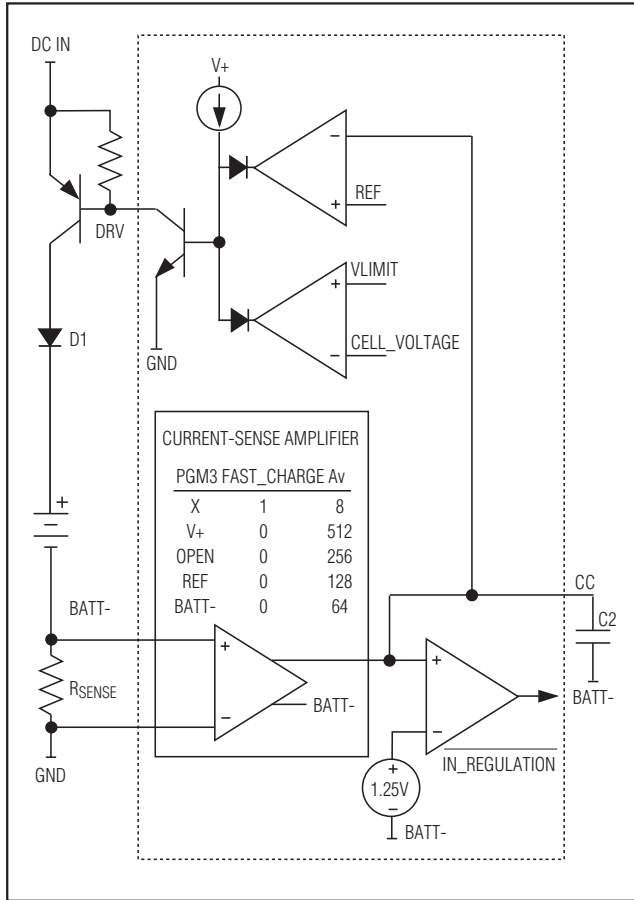 DC IN
V+
REF
DRV
VLIMIT
D1
GND
CELL_VOLTAGE
CURRENT-SENSE AMPLIFIER
PGM3 FAST_CHARGE Av
X 1 8
V+ 0 512
OPEN 0 256
REF 0 128
BATT- 0 64
CC
C2
BATT-
BATT-
RSENSE
BATT-
GND
IN_REGULATION
1.25V
BATT-